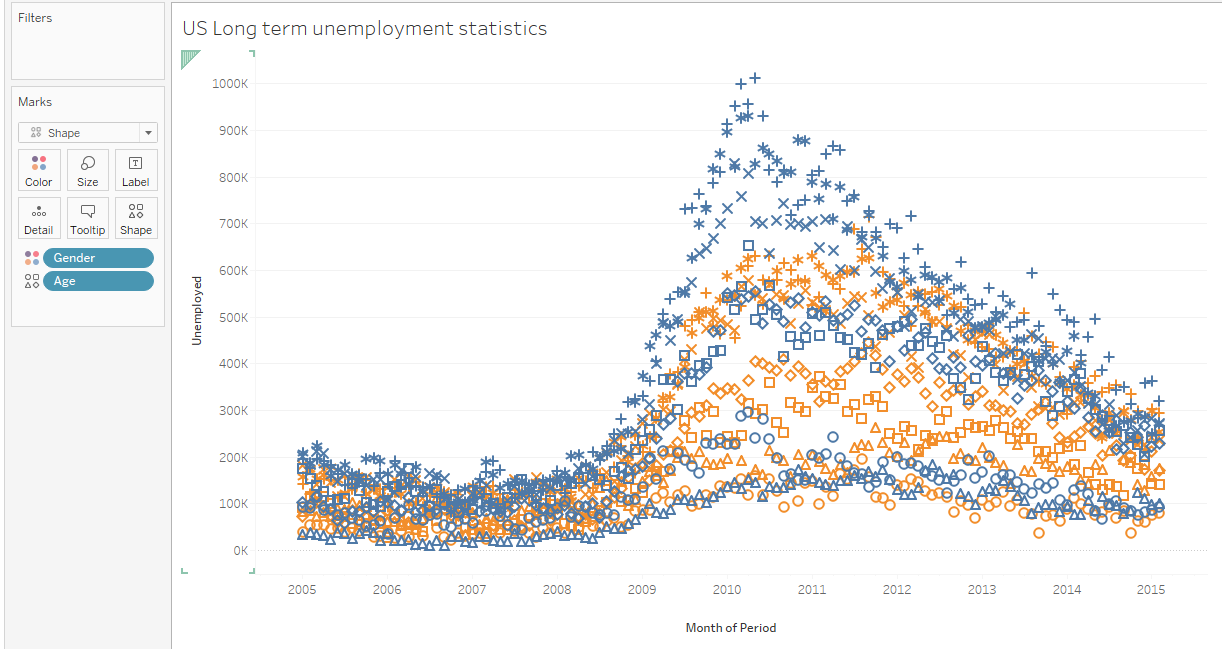 Filters
Marks
Shape
Color
Size
Label
Detail
Tooltip
Shape
Gender
Age
US Long term unemployment statistics
Unemployed
1000K
900K
800K
700K
600K
500K
400K
300K
200K
100K
0K
2005 2006 2007 2008 2009 2010 2011 2012 2013 2014 2015
Month of Period